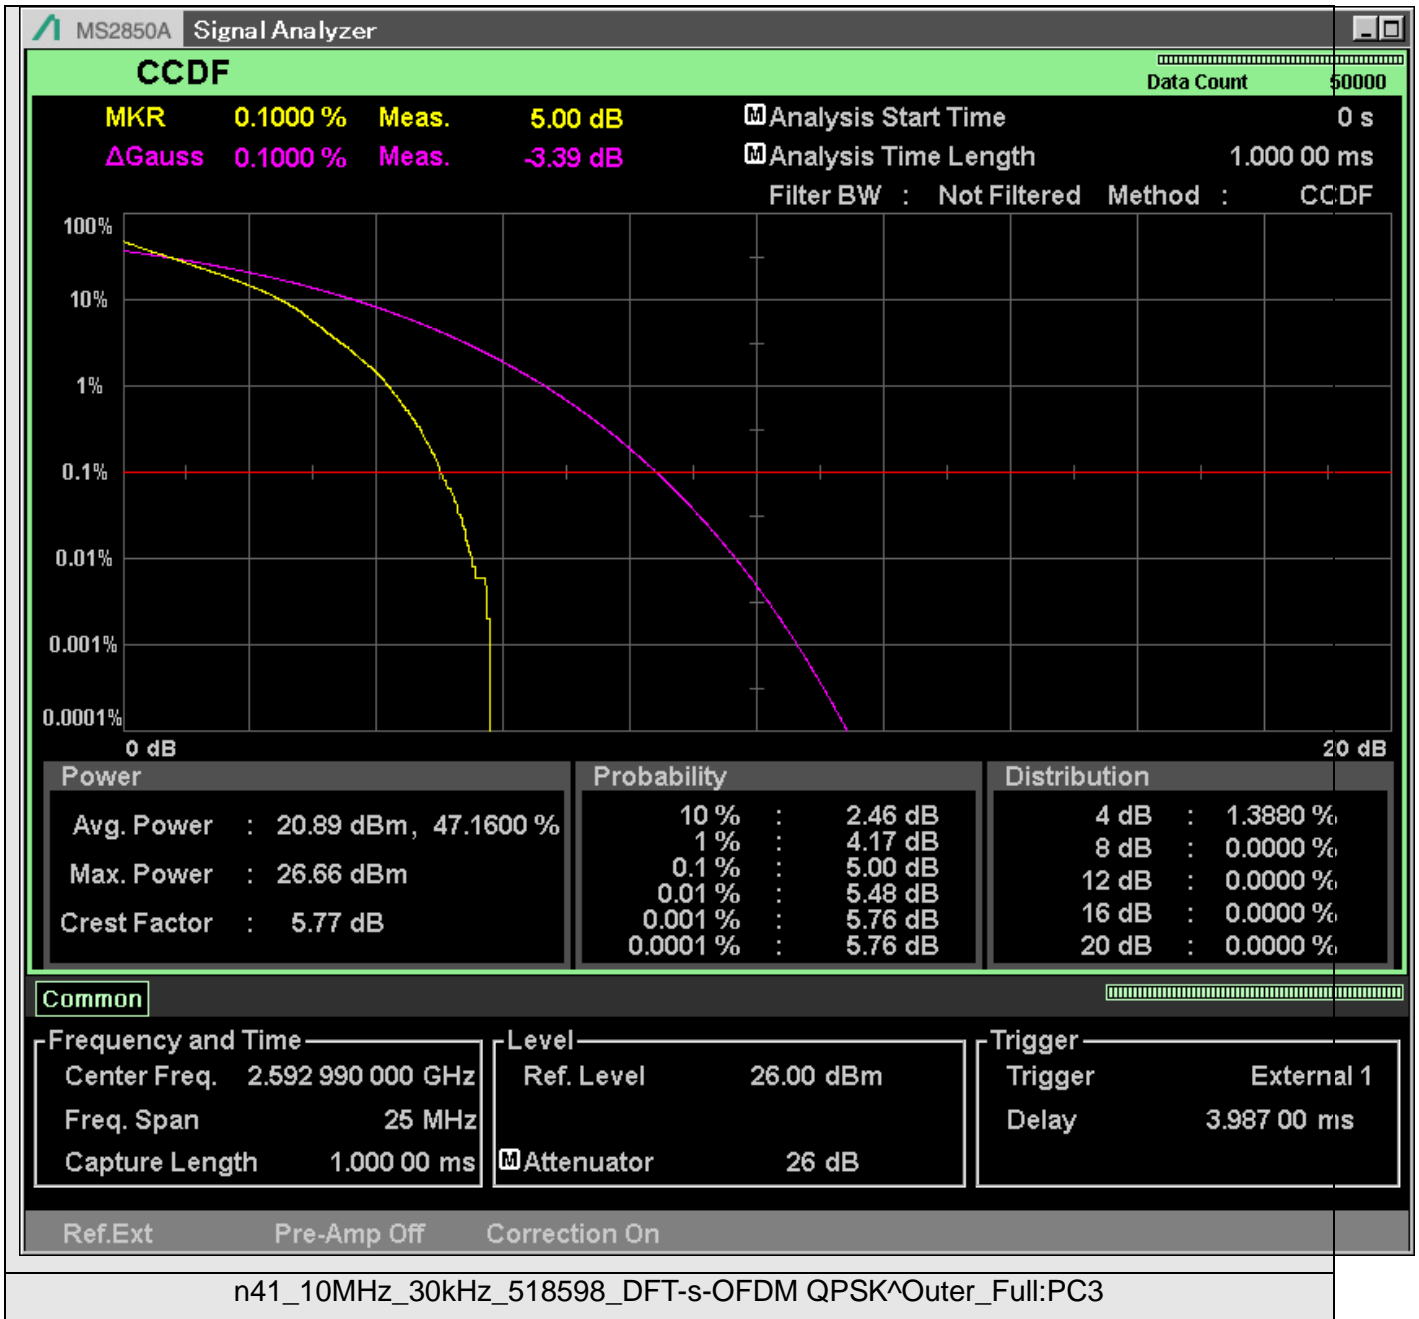 MS2850A Signal Analyzer
CCDF
Data Count 50000
MKR 0.1000 % Meas. 5.00 dB
M Analysis Start Time 0 s
ΔGauss 0.1000 % Meas. -3.39 dB
M Analysis Time Length 1.000 00 ms
Filter BW : Not Filtered Method : CCDF
100%
10%
1%
0.1%
0.01%
0.001%
0.0001%
0 dB 20 dB
Power
Avg. Power : 20.89 dBm, 47.1600 %
Max. Power : 26.66 dBm
Crest Factor : 5.77 dB
Probability
10 % : 2.46 dB
1 % : 4.17 dB
0.1 % : 5.00 dB
0.01 % : 5.48 dB
0.001 % : 5.76 dB
0.0001 % : 5.76 dB
Distribution
4 dB : 1.3880 %
8 dB : 0.0000 %
12 dB : 0.0000 %
16 dB : 0.0000 %
20 dB : 0.0000 %
Common
Frequency and Time
Center Freq. 2.592 990 000 GHz
Freq. Span 25 MHz
Capture Length 1.000 00 ms
Level
Ref. Level 26.00 dBm
M Attenuator 26 dB
Trigger
Trigger External 1
Delay 3.987 00 ms
Ref.Ext Pre-Amp Off Correction On
n41_10MHz_30kHz_518598_DFT-s-OFDM QPSK^Outer_Full:PC3